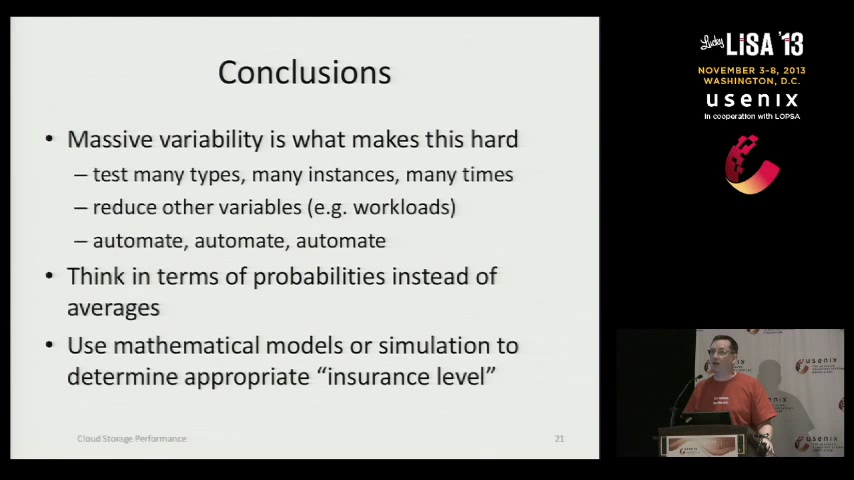 Conclusions
• Massive variability is what makes this hard
– test many types, many instances, many times
– reduce other variables (e.g. workloads)
– automate, automate, automate
• Think in terms of probabilities instead of
averages
• Use mathematical models or simulation to
determine appropriate “insurance level”
Cloud Storage Performance
21
Lucky LISA '13
NOVEMBER 3-8, 2013
WASHINGTON, D.C.
usenix
In cooperation with LOPSA
usenix
usenix
usenix